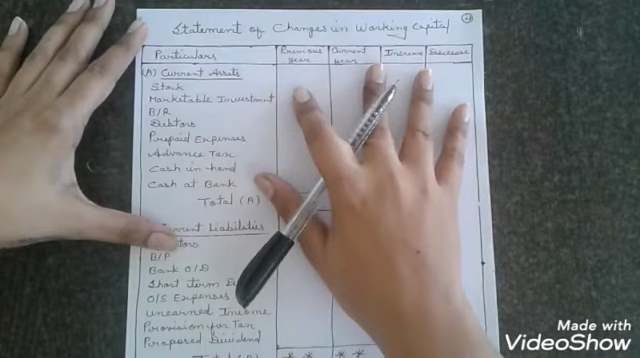 Statement of Changes in Working Capital
Particulars Previous year Current year Increase Decrease
(A) Current Assets
Stock
Marketable Investment
B/R
Debtors
Prepaid Expenses
Advance Tax
Cash in hand
Cash at Bank
Total (A)
Liabilities
B/P
Bank O/D
Short term
O/S Expenses
Unearned Income
Provision for Tax
Proposed Dividend
Made with
VideoShow